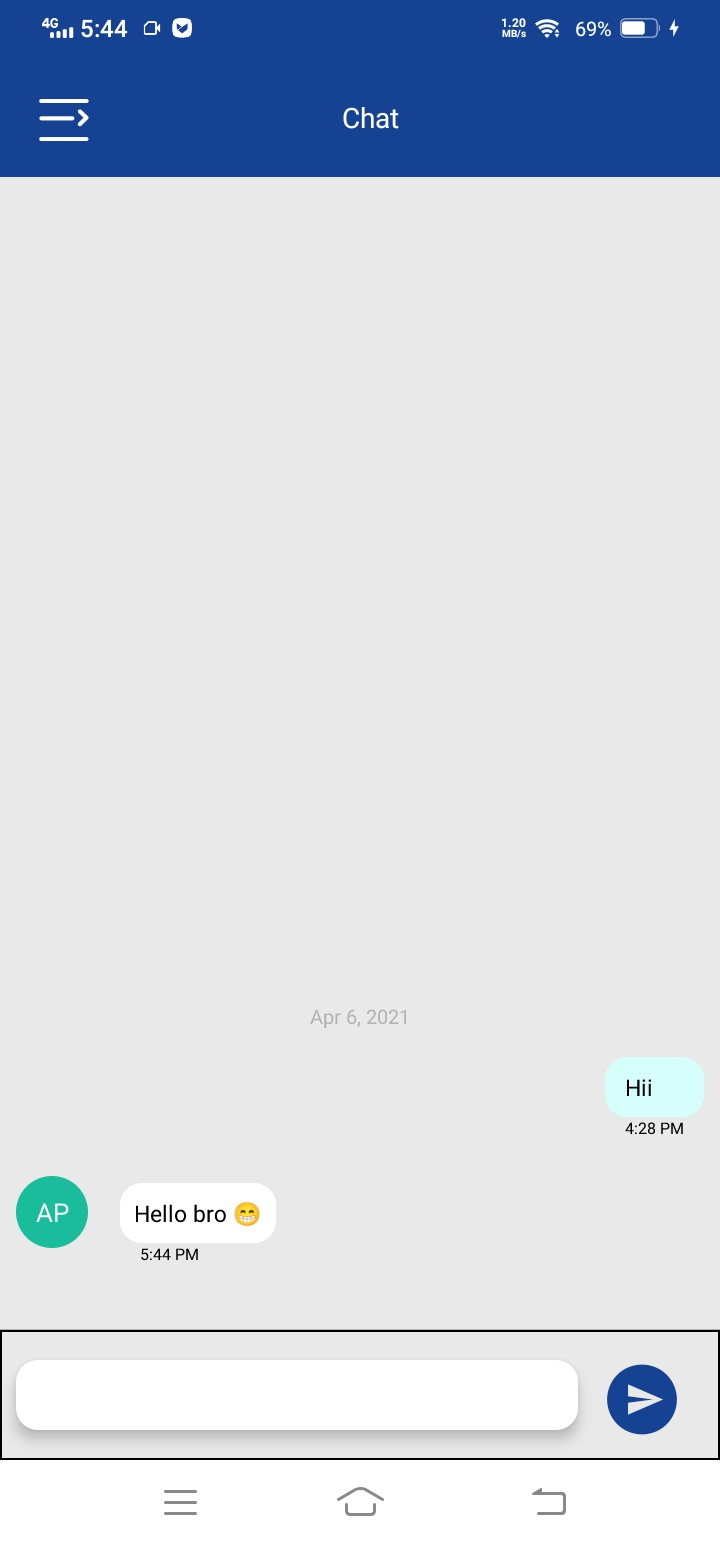 4G 5:44 1.20 MB/s 69%
Chat
Apr 6, 2021
Hii
4:28 PM
AP Hello bro 😁
5:44 PM